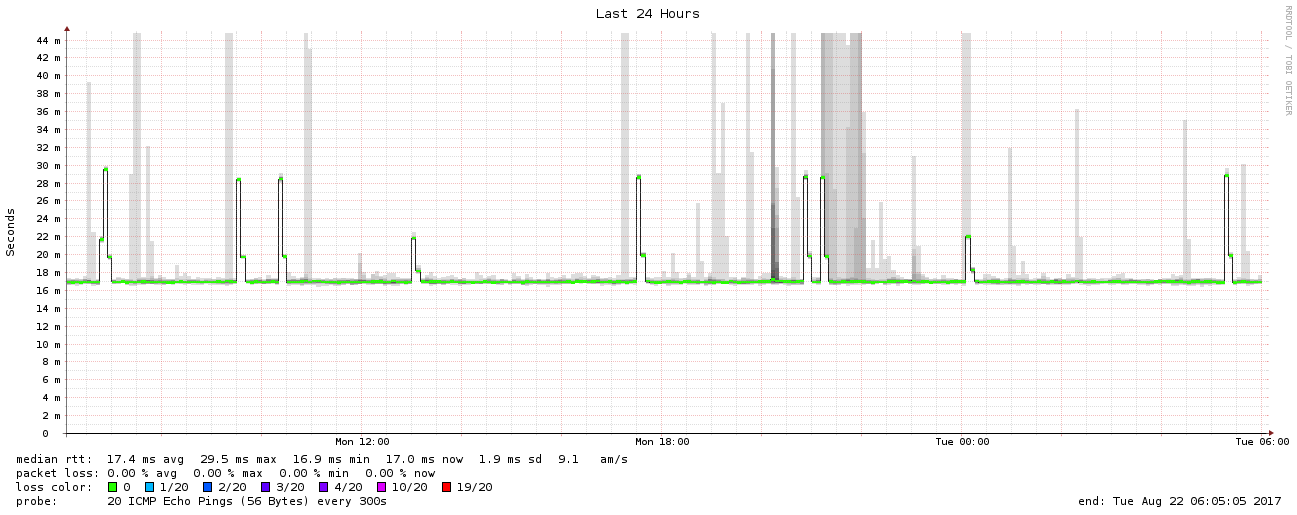 Last 24 Hours
RRDTOOL / TOBI OETIKER
Seconds
44 m
42 m
40 m
38 m
36 m
34 m
32 m
30 m
28 m
26 m
24 m
22 m
20 m
18 m
16 m
14 m
12 m
10 m
8 m
6 m
4 m
2 m
0
Mon 12:00 Mon 18:00 Tue 00:00 Tue 06:00
median rtt: 17.4 ms avg 29.5 ms max 16.9 ms min 17.0 ms now 1.9 ms sd 9.1 am/s
packet loss: 0.00 % avg 0.00 % max 0.00 % min 0.00 % now
loss color: 0 1/20 2/20 3/20 4/20 10/20 19/20
probe: 20 ICMP Echo Pings (56 Bytes) every 300s end: Tue Aug 22 06:05:05 2017